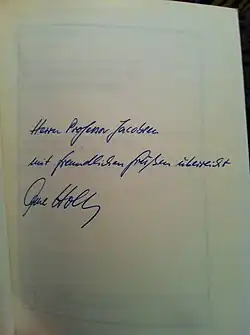 Herrn Professor Jacobsen
mit freundlichen Grüßen überreicht